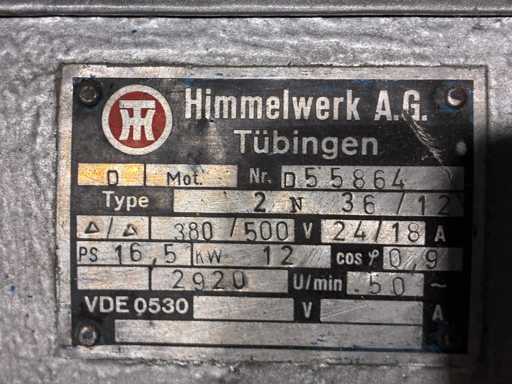 Himmelwerk A.G.
Tübingen
D Mot. Nr. D55864
Type 2 N 36/12
△/△ 380/500 V 24/18 A
PS 16,5 KW 12 cos φ 0,9
2920 U/min 50 ~
VDE 0530 V A